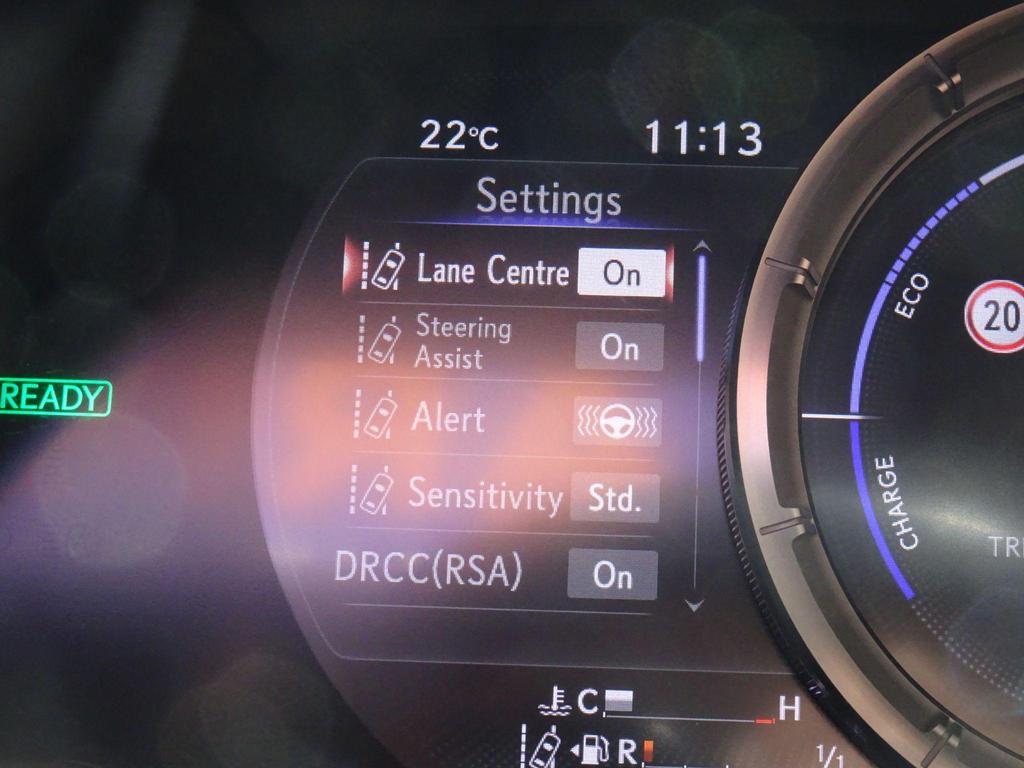 22°C 11:13
Settings
Lane Centre On
Steering
Assist On
Alert
Sensitivity Std.
DRCC(RSA) On
READY
ECO
20
CHARGE
C H
R 1/1